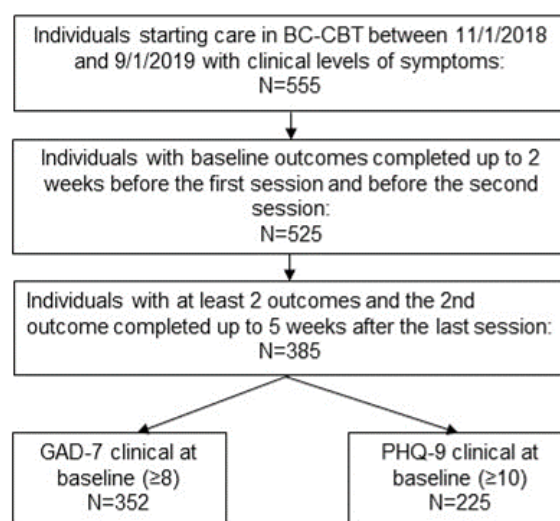 Individuals starting care in BC-CBT between 11/1/2018
and 9/1/2019 with clinical levels of symptoms:
N=555
Individuals with baseline outcomes completed up to 2
weeks before the first session and before the second
session:
N=525
Individuals with at least 2 outcomes and the 2nd
outcome completed up to 5 weeks after the last session:
N=385
GAD-7 clinical at
baseline (≥8)
N=352
PHQ-9 clinical at
baseline (≥10)
N=225